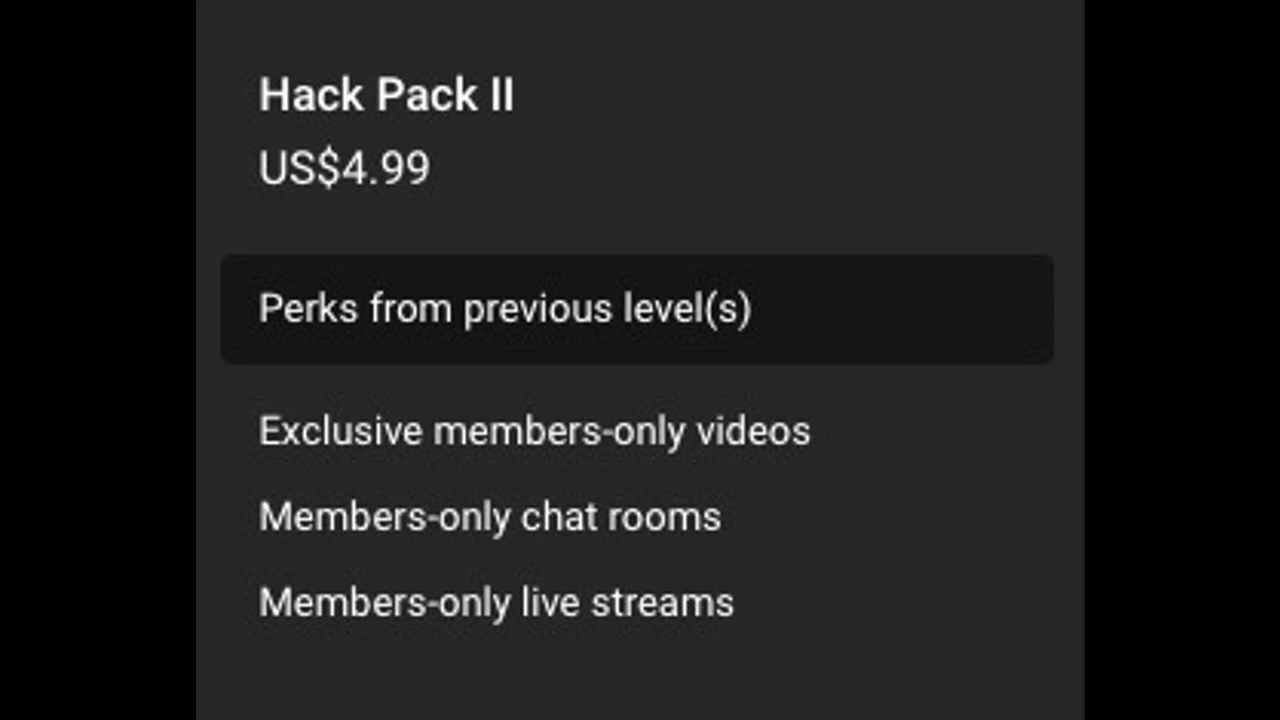 Hack Pack II
US$4.99
Perks from previous level(s)
Exclusive members-only videos
Members-only chat rooms
Members-only live streams